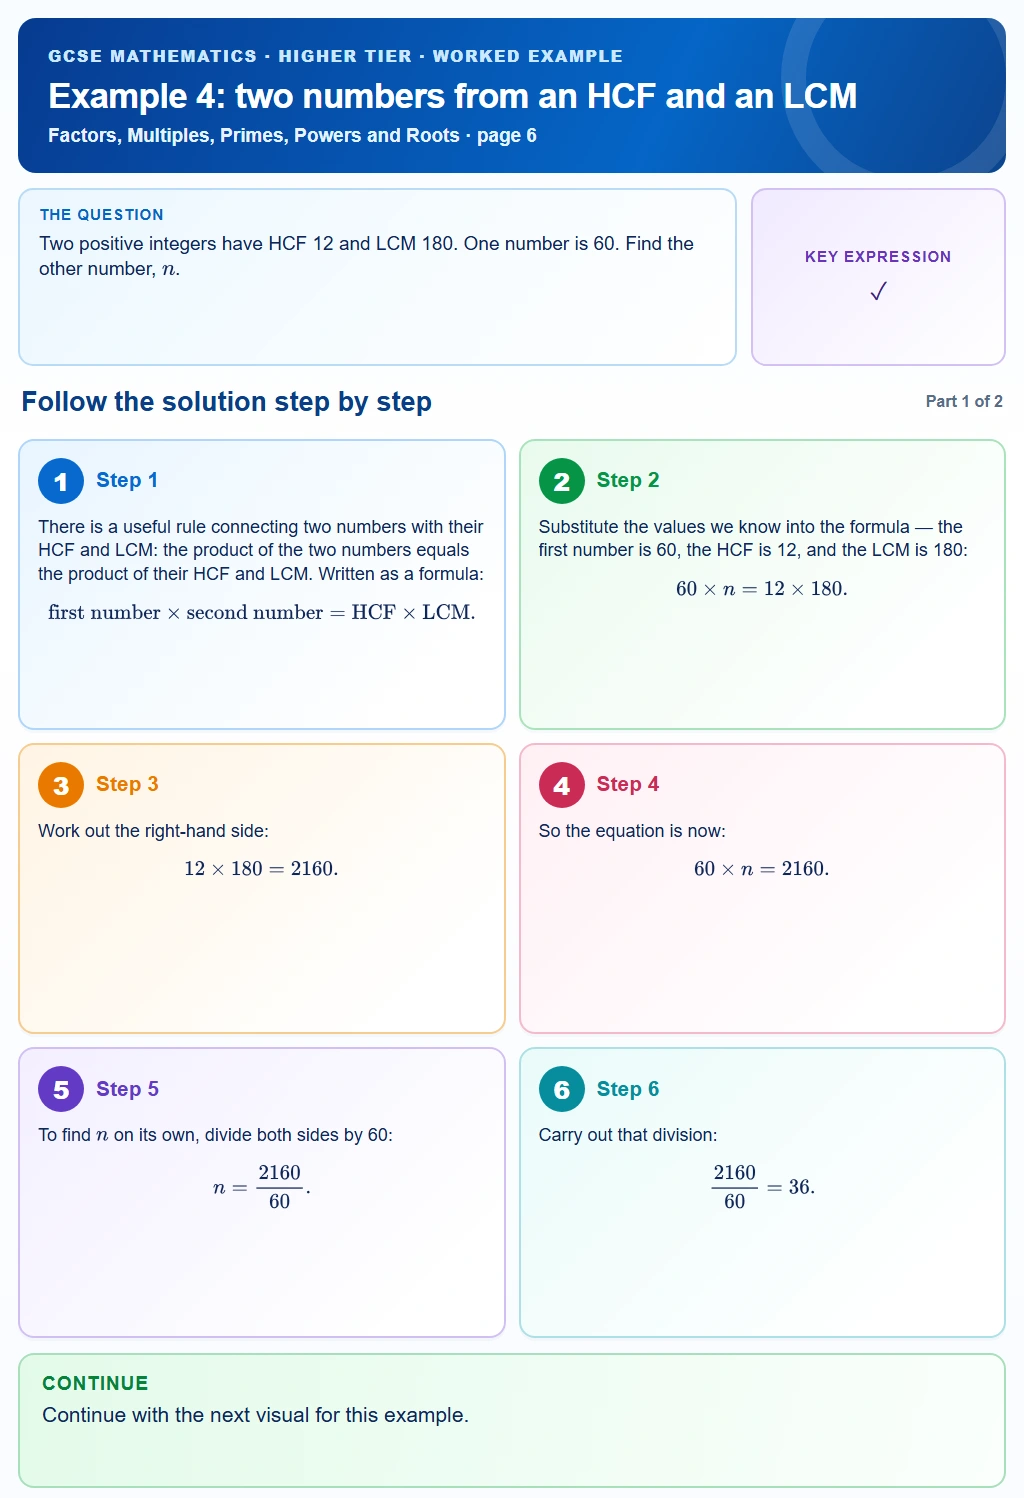 GCSE MATHEMATICS · HIGHER TIER · WORKED EXAMPLE
Example 4: two numbers from an HCF and an LCM
Factors, Multiples, Primes, Powers and Roots · page 6
THE QUESTION
Two positive integers have HCF 12 and LCM 180. One number is 60. Find the
other number, n.
KEY EXPRESSION
✓
Follow the solution step by step
Part 1 of 2
1 Step 1
There is a useful rule connecting two numbers with their
HCF and LCM: the product of the two numbers equals
the product of their HCF and LCM. Written as a formula:
first number × second number = HCF × LCM.
2 Step 2
Substitute the values we know into the formula — the
first number is 60, the HCF is 12, and the LCM is 180:
60 × n = 12 × 180.
3 Step 3
Work out the right-hand side:
12 × 180 = 2160.
4 Step 4
So the equation is now:
60 × n = 2160.
5 Step 5
To find n on its own, divide both sides by 60:
n = 2160/60.
6 Step 6
Carry out that division:
2160/60 = 36.
CONTINUE
Continue with the next visual for this example.